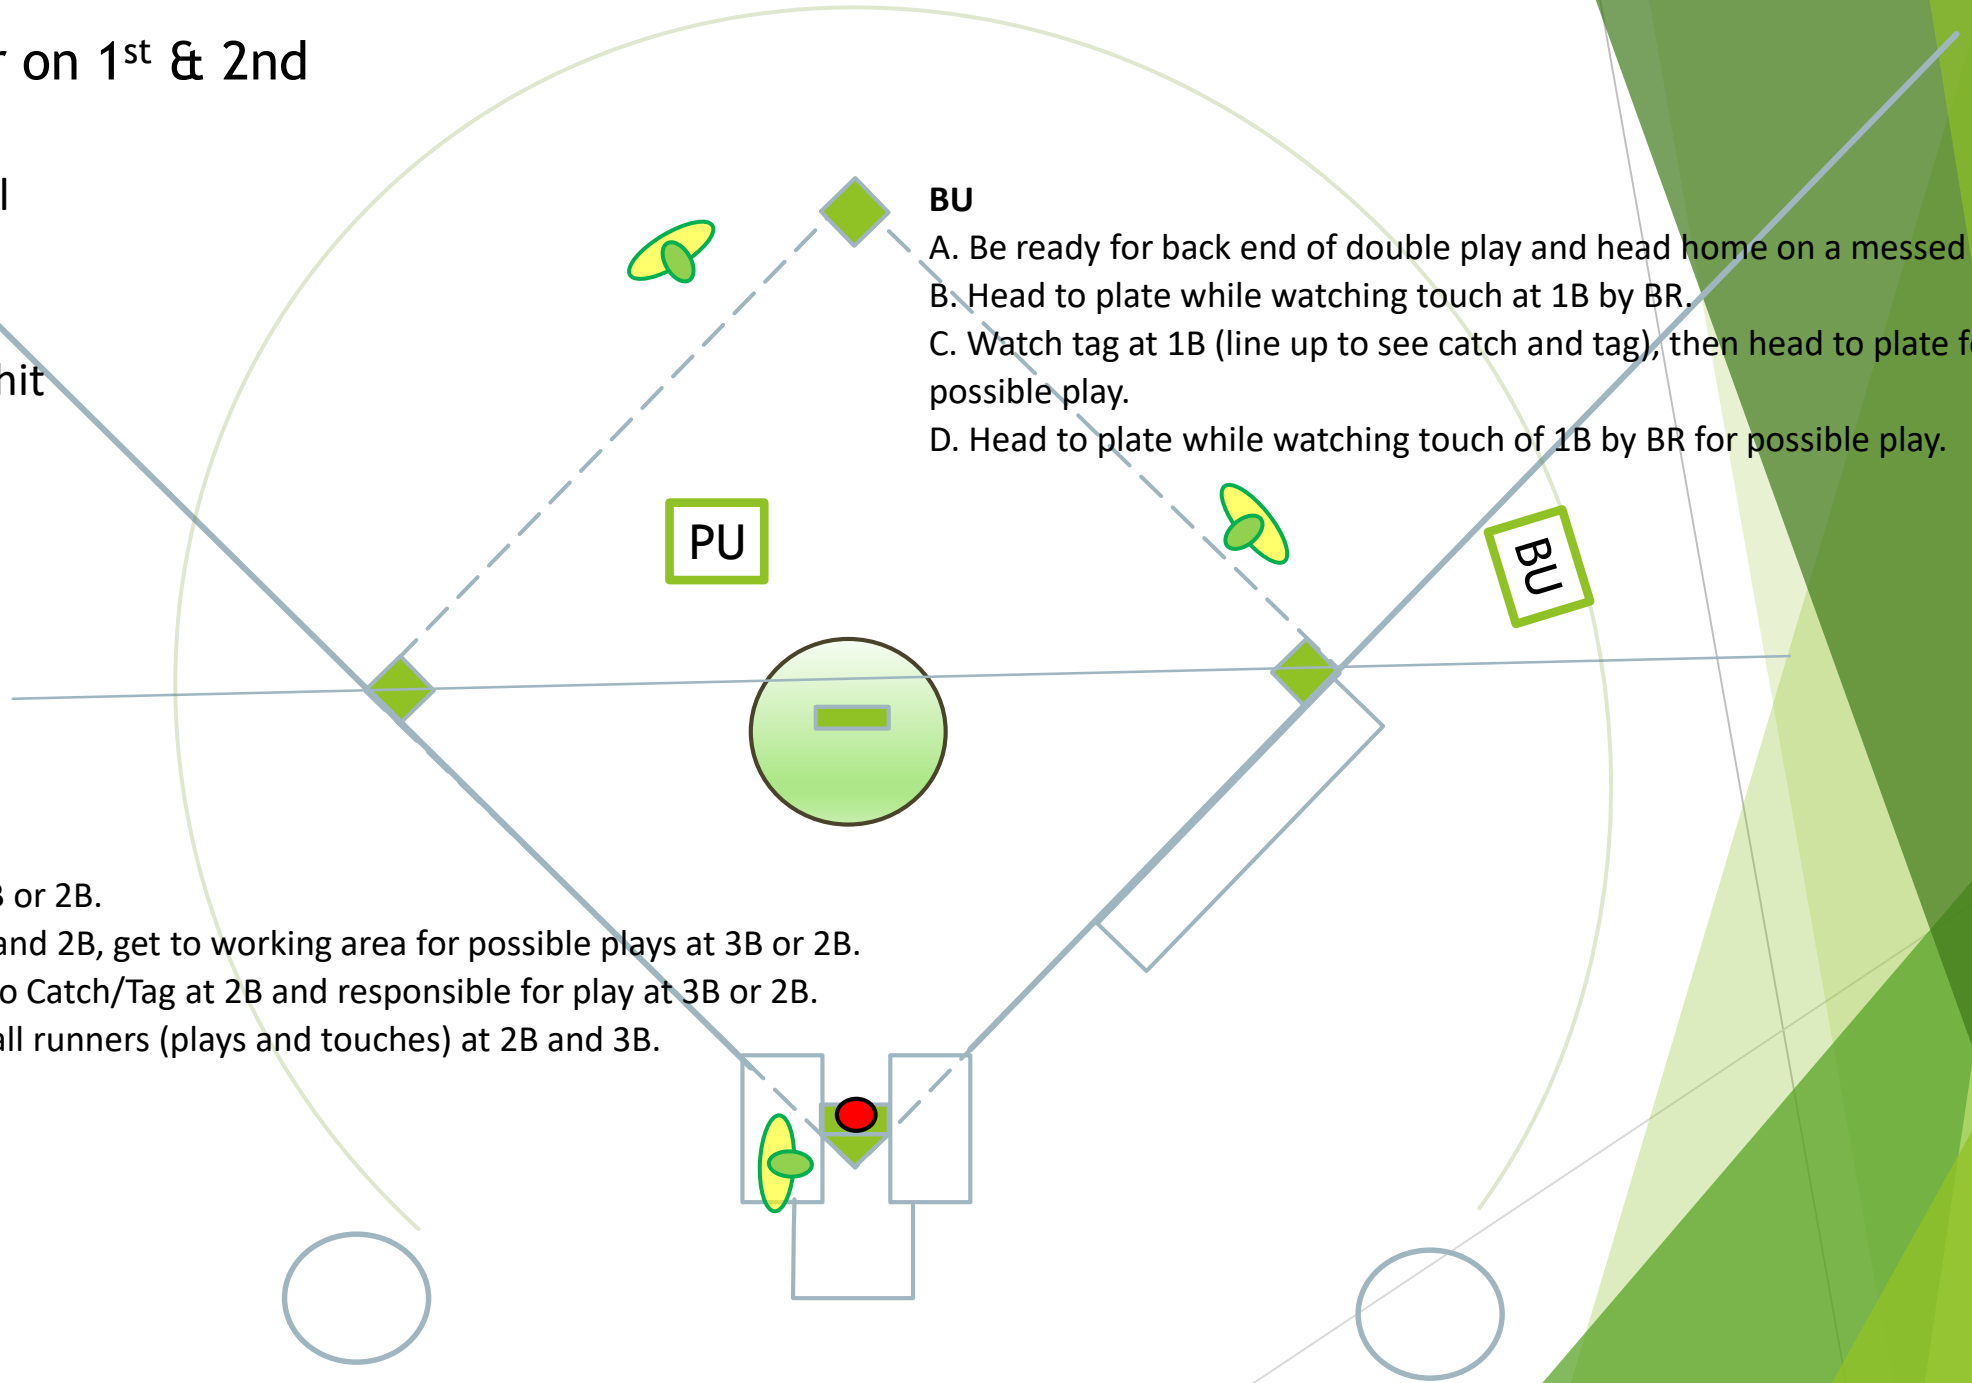 on 1st & 2nd
hit
BU
A. Be ready for back end of double play and head home on a messed
B. Head to plate while watching touch at 1B by BR.
C. Watch tag at 1B (line up to see catch and tag), then head to plate
possible play.
D. Head to plate while watching touch of 1B by BR for possible play.
PU
BU
or 2B.
and 2B, get to working area for possible plays at 3B or 2B.
Catch/Tag at 2B and responsible for play at 3B or 2B.
all runners (plays and touches) at 2B and 3B.